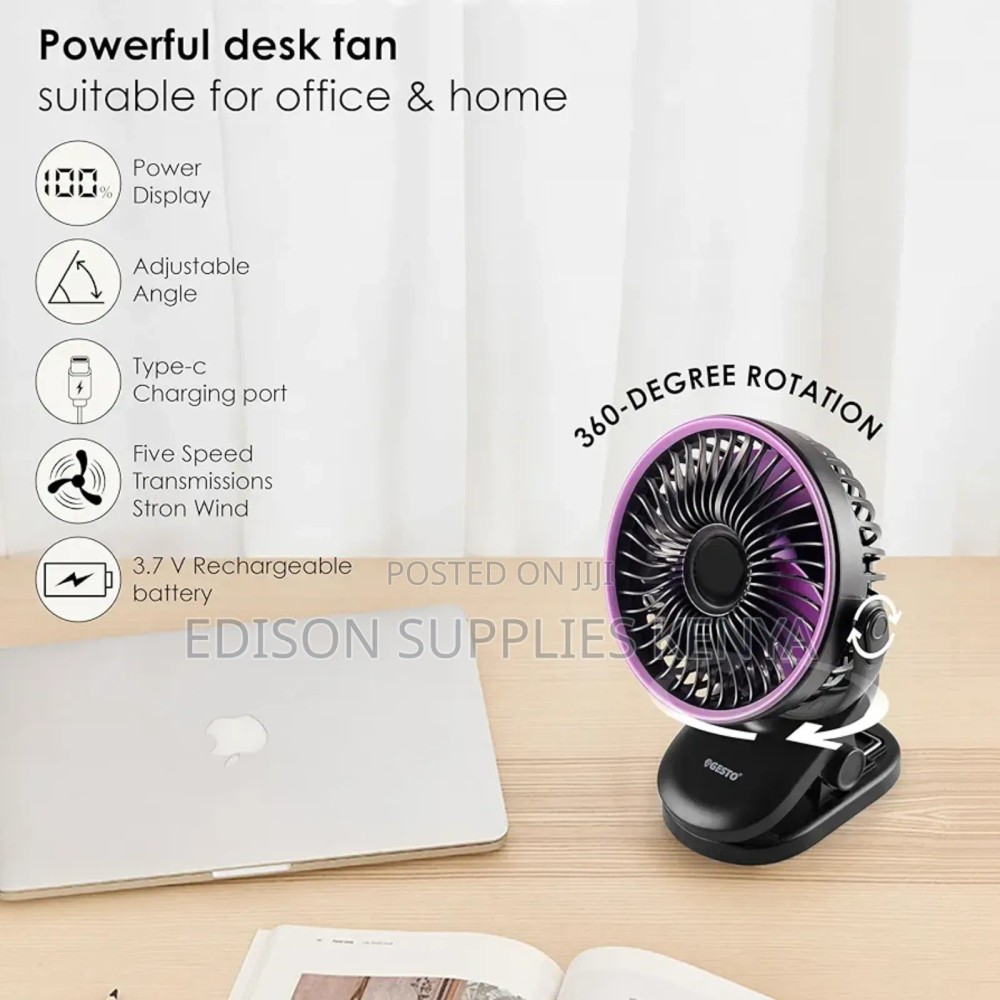 Powerful desk fan
suitable for office & home
100%
Power
Display
Adjustable
Angle
Type-c
Charging port
Five Speed
Transmissions
Stron Wind
3.7 V Rechargeable
battery
360-DEGREE ROTATION
POSTED ON JIJI
EDISON SUPPLIES KENYA
GESTO